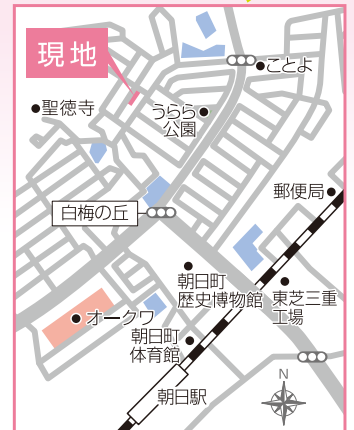 現地
ことよ
聖徳寺
うらら
公園
郵便局
白梅の丘
朝日町
歴史博物館
東芝三重
工場
オークワ
朝日町
体育館
朝日駅
N